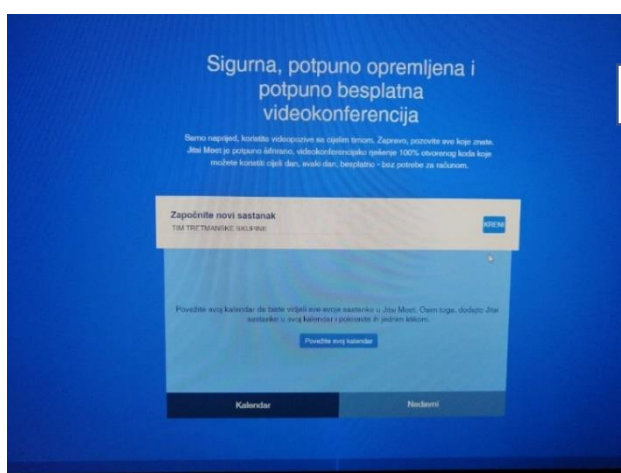 Sigurna, potpuno opremljena i
potpuno besplatna
videokonferencija
Samo naprijed, koristite videopozive sa cijelim timom. Zapravo, pozovite sve koje znate.
Jitsi Meet je potpuno šifrirano, videokonferencijsko rješenje 100% otvorenog koda koje
možete koristiti cijeli dan, svaki dan, besplatno - bez potrebe za računom.
Započnite novi sastanak
TIM TRETMANSKE SKUPINE
KRENI
Povežite svoj kalendar da biste vidjeli sve svoje sastanke u Jitsi Meet. Osim toga, dodajte Jitsi
sastanke u svoj kalendar i pokrenite ih jednim klikom.
Povežite svoj kalendar
Kalendar
Nedavni